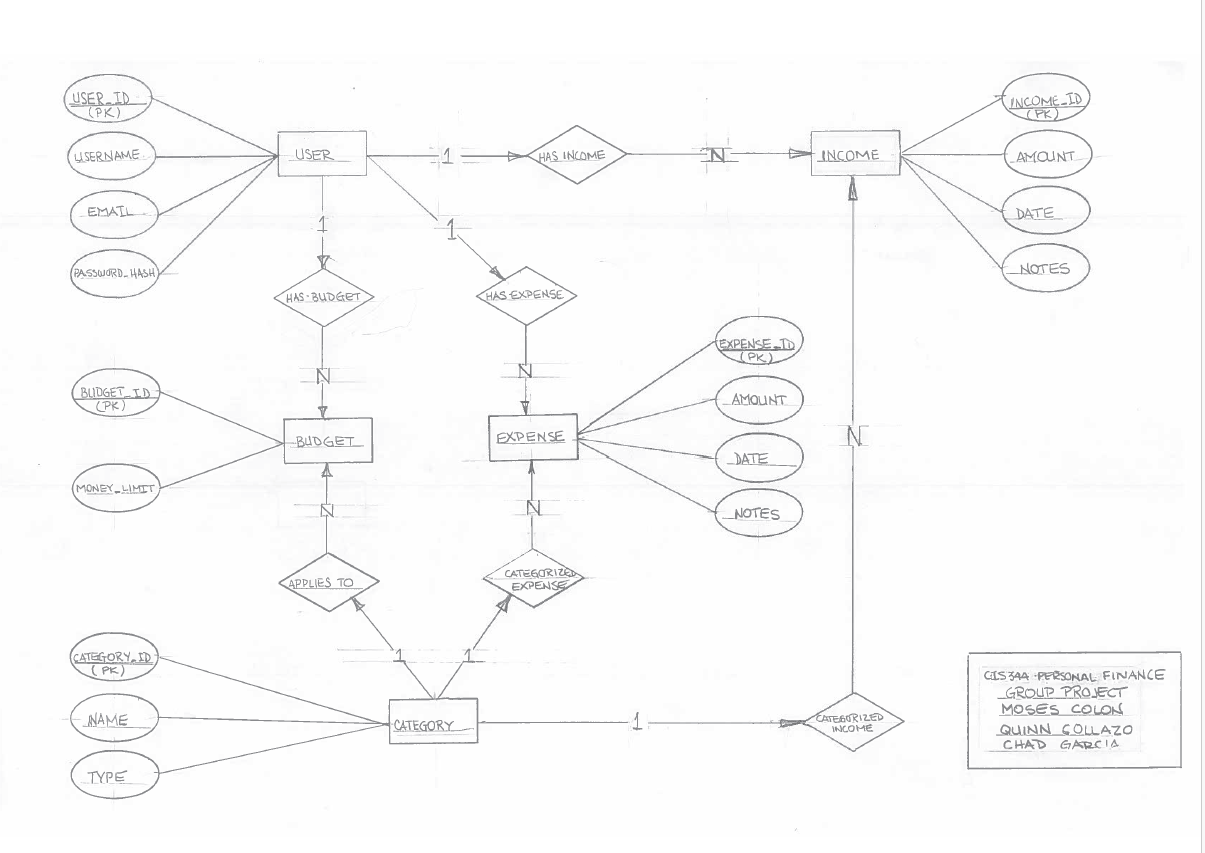 USER_ID
(PK)
USERNAME
EMAIL
PASSWORD_HASH
USER
1
HAS INCOME
N
INCOME
INCOME_ID
(PK)
AMOUNT
DATE
NOTES
1
1
HAS-BUDGET
HAS EXPENSE
N
N
BUDGET_ID
(PK)
MONEY_LIMIT
BUDGET
EXPENSE
EXPENSE_ID
(PK)
AMOUNT
DATE
NOTES
N
N
N
APPLIES TO
CATEGORIZED
EXPENSE
1
1
CATEGORY_ID
(PK)
NAME
TYPE
CATEGORY
1
CATEGORIZED
INCOME
CIS344 PERSONAL FINANCE
GROUP PROJECT
MOSES COLON
QUINN COLLAZO
CHAD GARCIA